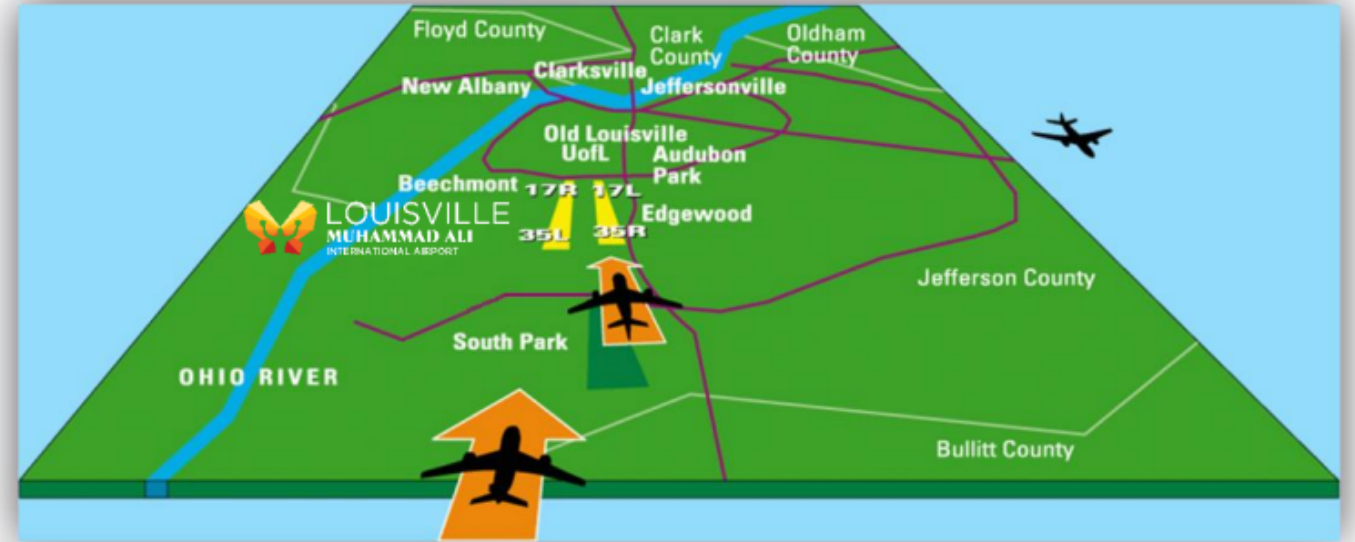 Floyd County
Clark
County
Oldham
County
Clarksville
New Albany
Jeffersonville
Old Louisville
UofL
Audubon
Park
Beechmont
17R
17L
Edgewood
35L
35R
LOUISVILLE
MUHAMMAD ALI
INTERNATIONAL AIRPORT
Jefferson County
South Park
OHIO RIVER
Bullitt County